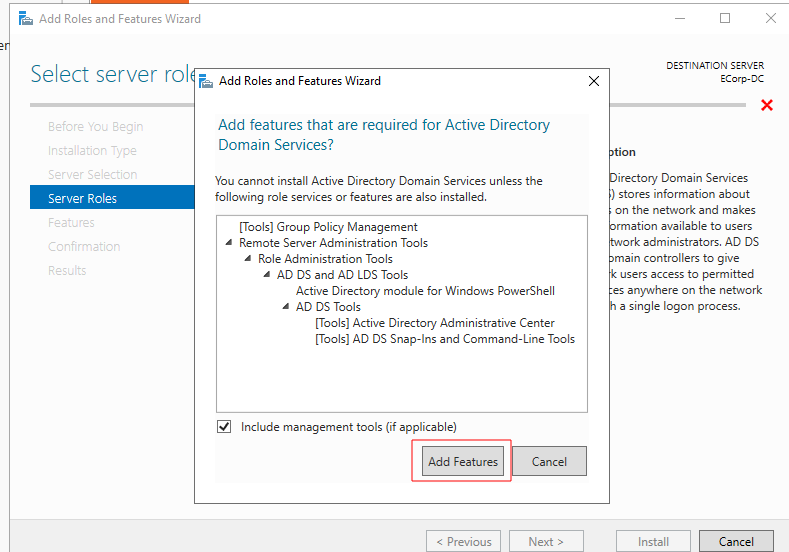 Add Roles and Features Wizard
Select server role
DESTINATION SERVER
ECorp-DC
Before You Begin
Installation Type
Server Selection
Server Roles
Features
Confirmation
Results
Add Roles and Features Wizard
Add features that are required for Active Directory
Domain Services?
You cannot install Active Directory Domain Services unless the
following role services or features are also installed.
[Tools] Group Policy Management
Remote Server Administration Tools
Role Administration Tools
AD DS and AD LDS Tools
Active Directory module for Windows PowerShell
AD DS Tools
[Tools] Active Directory Administrative Center
[Tools] AD DS Snap-Ins and Command-Line Tools
Include management tools (if applicable)
Add Features
Cancel
ption
Directory Domain Services
) stores information about
s on the network and makes
ormation available to users
twork administrators. AD DS
omain controllers to give
rk users access to permitted
ces anywhere on the network
h a single logon process.
< Previous
Next >
Install
Cancel